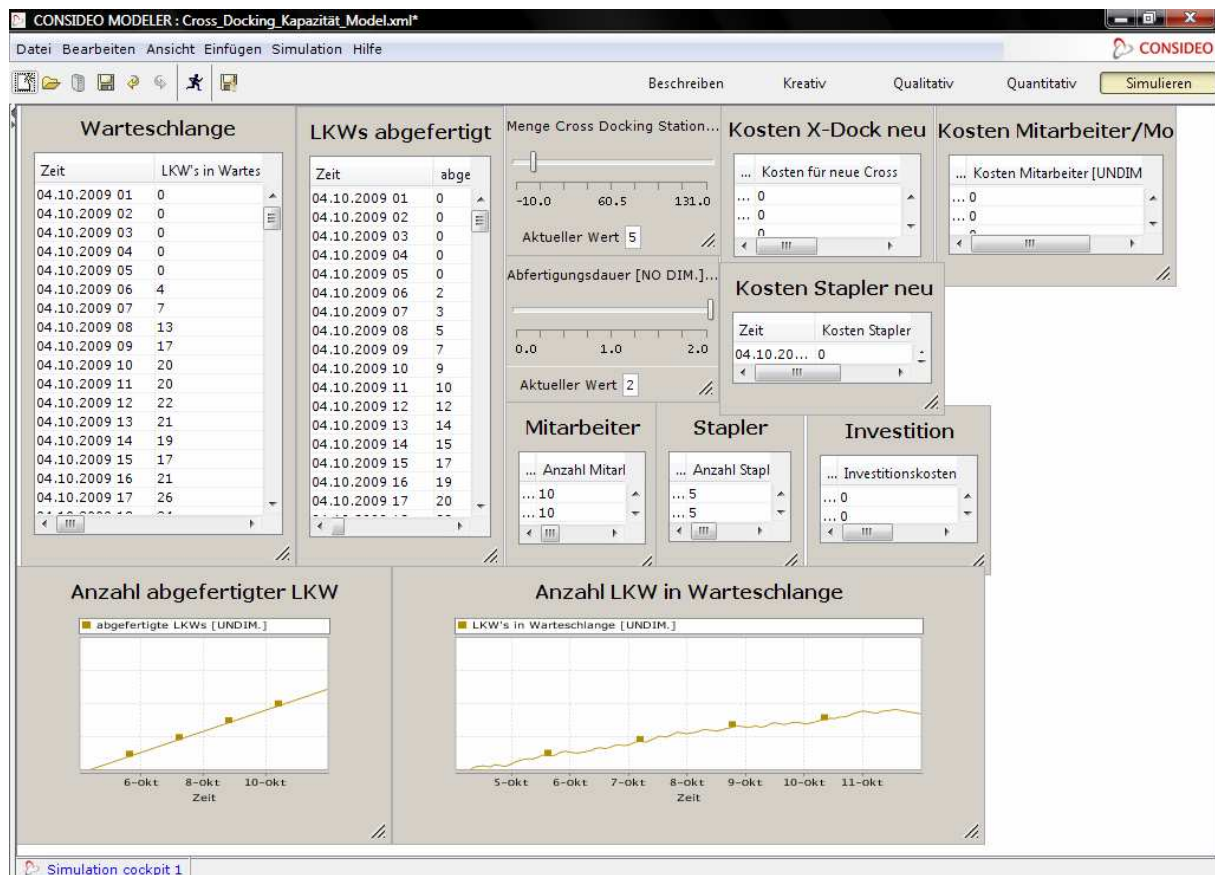 CONSIDEO MODELER : Cross_Docking_Kapazität_Model.xml*
Datei Bearbeiten Ansicht Einfügen Simulation Hilfe
CONSIDEO
Beschreiben Kreativ Qualitativ Quantitativ Simulieren
Warteschlange
Zeit LKW's in Wartes
04.10.2009 01 0
04.10.2009 02 0
04.10.2009 03 0
04.10.2009 04 0
04.10.2009 05 0
04.10.2009 06 4
04.10.2009 07 7
04.10.2009 08 13
04.10.2009 09 17
04.10.2009 10 20
04.10.2009 11 20
04.10.2009 12 22
04.10.2009 13 21
04.10.2009 14 19
04.10.2009 15 17
04.10.2009 16 21
04.10.2009 17 26
LKWs abgefertigt
Zeit abge
04.10.2009 01 0
04.10.2009 02 0
04.10.2009 03 0
04.10.2009 04 0
04.10.2009 05 0
04.10.2009 06 2
04.10.2009 07 3
04.10.2009 08 5
04.10.2009 09 7
04.10.2009 10 9
04.10.2009 11 10
04.10.2009 12 12
04.10.2009 13 14
04.10.2009 14 15
04.10.2009 15 17
04.10.2009 16 19
04.10.2009 17 20
Menge Cross Docking Station...
-10.0 60.5 131.0
Aktueller Wert 5
Abfertigungsdauer [NO DIM.]...
0.0 1.0 2.0
Aktueller Wert 2
Kosten X-Dock neu
... Kosten für neue Cross
... 0
... 0
Kosten Mitarbeiter/Mo
... Kosten Mitarbeiter [UNDIM
... 0
... 0
Kosten Stapler neu
Zeit Kosten Stapler
04.10.20... 0
Mitarbeiter
... Anzahl Mitarl
... 10
... 10
Stapler
... Anzahl Stapl
... 5
... 5
Investition
... Investitionskosten
... 0
... 0
Anzahl abgefertigter LKW
abgefertigte LKWs [UNDIM.]
6-Okt 8-Okt 10-Okt
Zeit
Anzahl LKW in Warteschlange
LKW's in Warteschlange [UNDIM.]
5-Okt 6-Okt 7-Okt 8-Okt 9-Okt 10-Okt 11-Okt
Zeit
Simulation cockpit 1